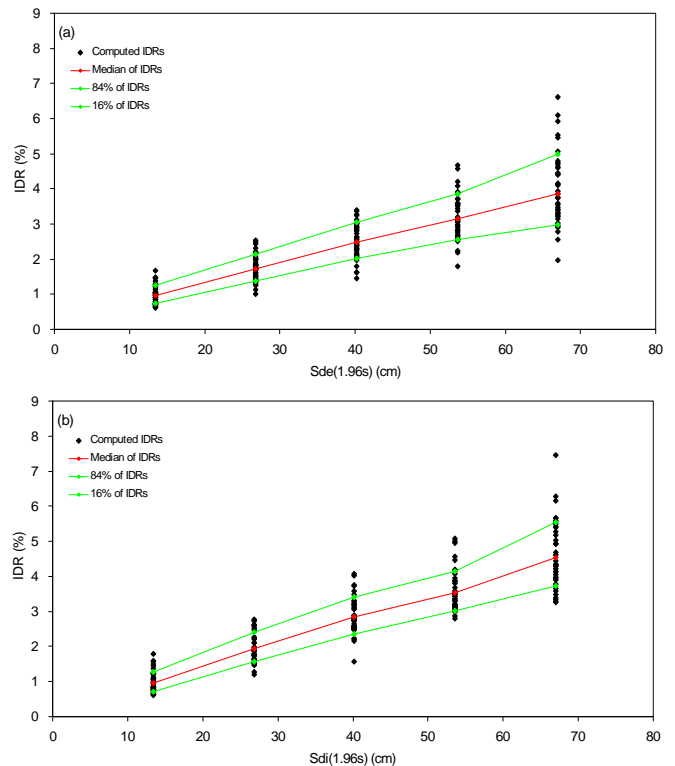 (a)
Computed IDRs
Median of IDRs
84% of IDRs
16% of IDRs
IDR (%)
9
8
7
6
5
4
3
2
1
0
0 10 20 30 40 50 60 70 80
Sde(1.96s) (cm)
(b)
Computed IDRs
Median of IDRs
84% of IDRs
16% of IDRs
IDR (%)
9
8
7
6
5
4
3
2
1
0
0 10 20 30 40 50 60 70 80
Sdi(1.96s) (cm)